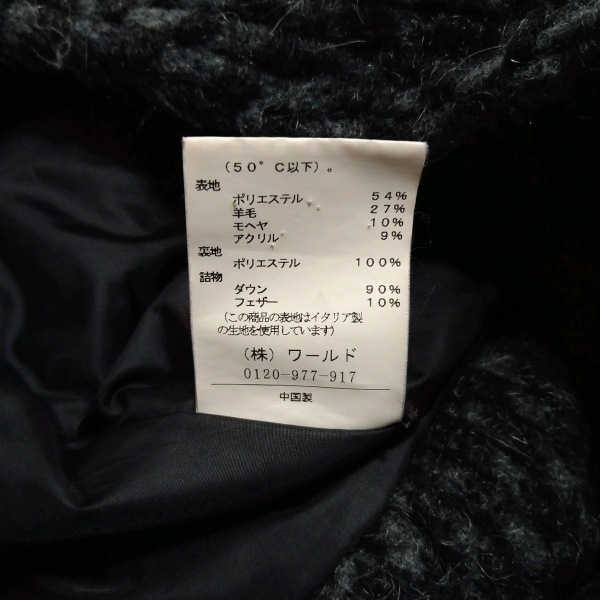 （50°C以下）。
表地
ポリエステル 54%
羊毛 27%
モヘヤ 10%
アクリル 9%
裏地
ポリエステル 100%
詰物
ダウン 90%
フェザー 10%
（この商品の表地はイタリア製
の生地を使用しています）
（株）ワールド
0120-977-917
中国製